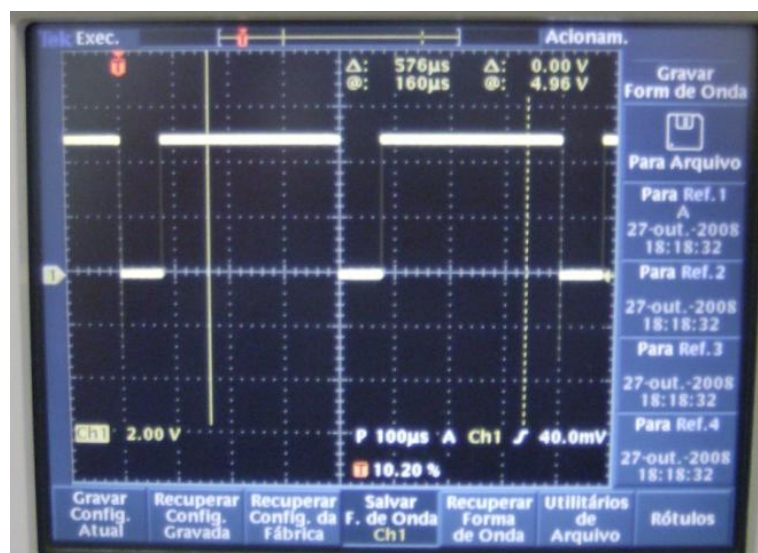 Tek Exec.
Acionam.
Δ: 576µs Δ: 0.00 V
@: 160µs @: 4.96 V
Gravar
Form de Onda
Para Arquivo
Para Ref.1
A
27-out.-2008
18:18:32
Para Ref.2
27-out.-2008
18:18:32
Para Ref.3
27-out.-2008
18:18:32
Para Ref.4
27-out.-2008
18:18:32
1
Ch1 2.00 V P 100µs A Ch1 40.0mV
T 10.20 %
Gravar
Config.
Atual
Recuperar
Config.
Gravada
Recuperar
Config. da
Fábrica
Salvar
F. de Onda
Ch1
Recuperar
Forma
de Onda
Utilitários
de
Arquivo
Rótulos